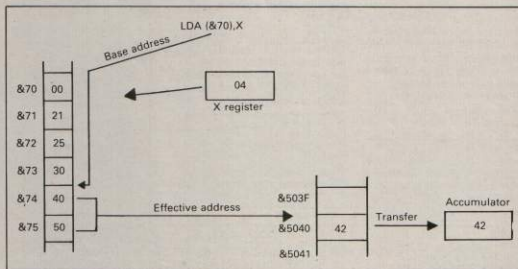 LDA (&70),X
Base address
&70 00
04
X register
&71 21
&72 25
&73 30
&74 40
&503F
Effective address
Transfer
Accumulator
&75 50
&5040 42
42
&5041